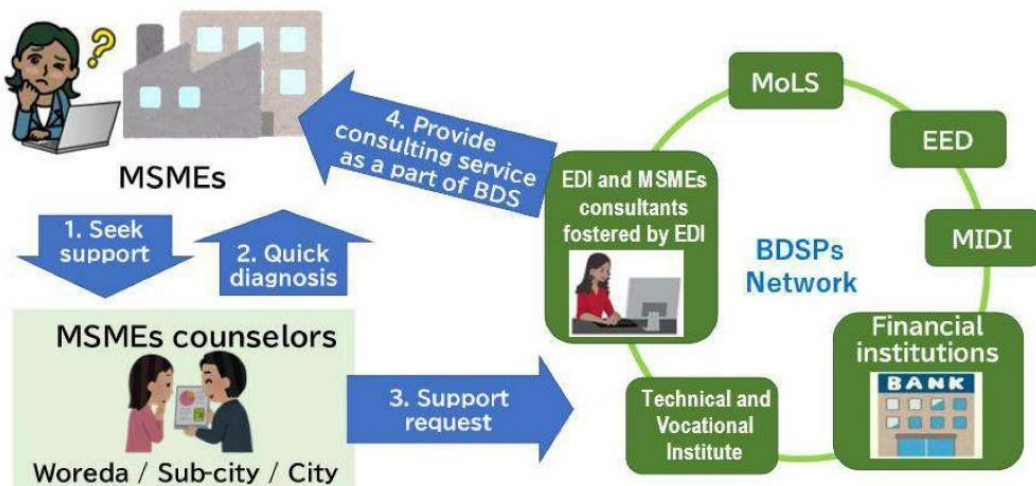 ?
MSMEs
1. Seek
support
2. Quick
diagnosis
MSMEs counselors
Woreda / Sub-city / City
3. Support
request
4. Provide
consulting service
as a part of BDS
EDI and MSMEs
consultants
fostered by EDI
MoLS
EED
MIDI
BDSPs
Network
Financial
institutions
BANK
Technical and
Vocational
Institute